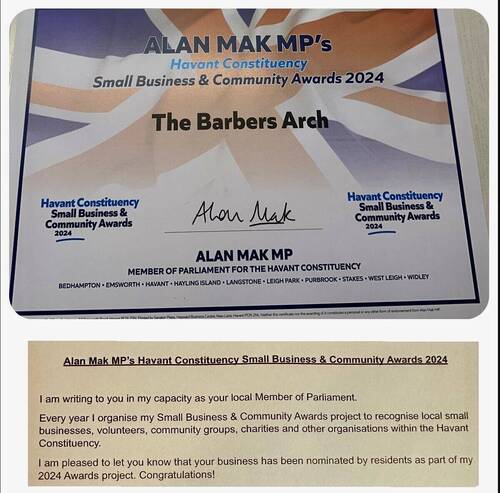 ALAN MAK MP's
Havant Constituency
Small Business & Community Awards 2024
The Barbers Arch
Havant Constituency
Small Business &
Community Awards
2024
Alan Mak
Havant Constituency
Small Business &
Community Awards
2024
ALAN MAK MP
MEMBER OF PARLIAMENT FOR THE HAVANT CONSTITUENCY
BEDHAMPTON • EMSWORTH • HAVANT • HAYLING ISLAND • LANGSTONE • LEIGH PARK • PURBROOK • STAKES • WEST LEIGH • WIDLEY
Alan Mak MP's Havant Constituency Small Business & Community Awards 2024
I am writing to you in my capacity as your local Member of Parliament.
Every year I organise my Small Business & Community Awards project to recognise local small
businesses, volunteers, community groups, charities and other organisations within the Havant
Constituency.
I am pleased to let you know that your business has been nominated by residents as part of my
2024 Awards project. Congratulations!